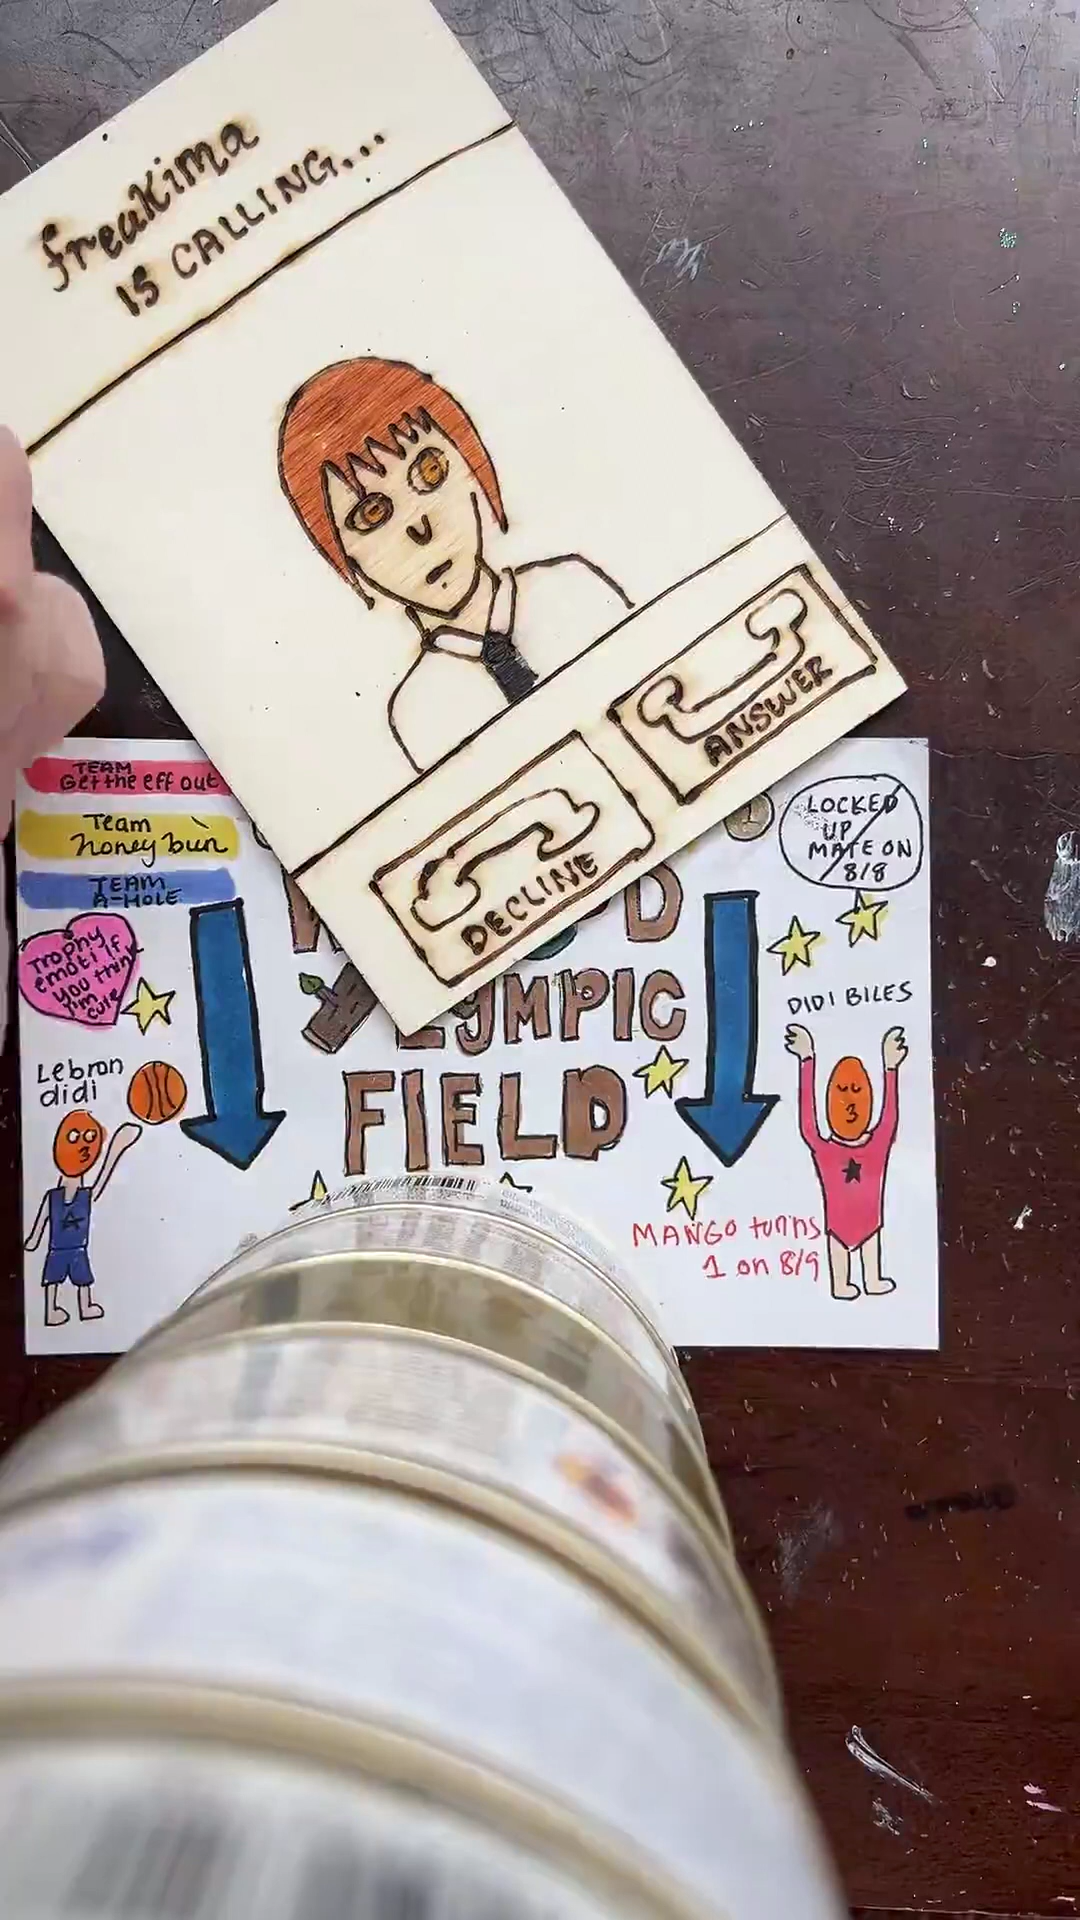 freakima
IS CALLING...
DECLINE
ANSWER
TEAM
Get the eff out
Team
honey bun
TEAM
A-HOLE
Trophy
emoti if
you think
I'm
cute
Lebron
didi
LYMPIC
FIELD
1
LOCKED
UP
MATE ON
8/8
DIDI BILES
MANGO turns
1 on 8/9